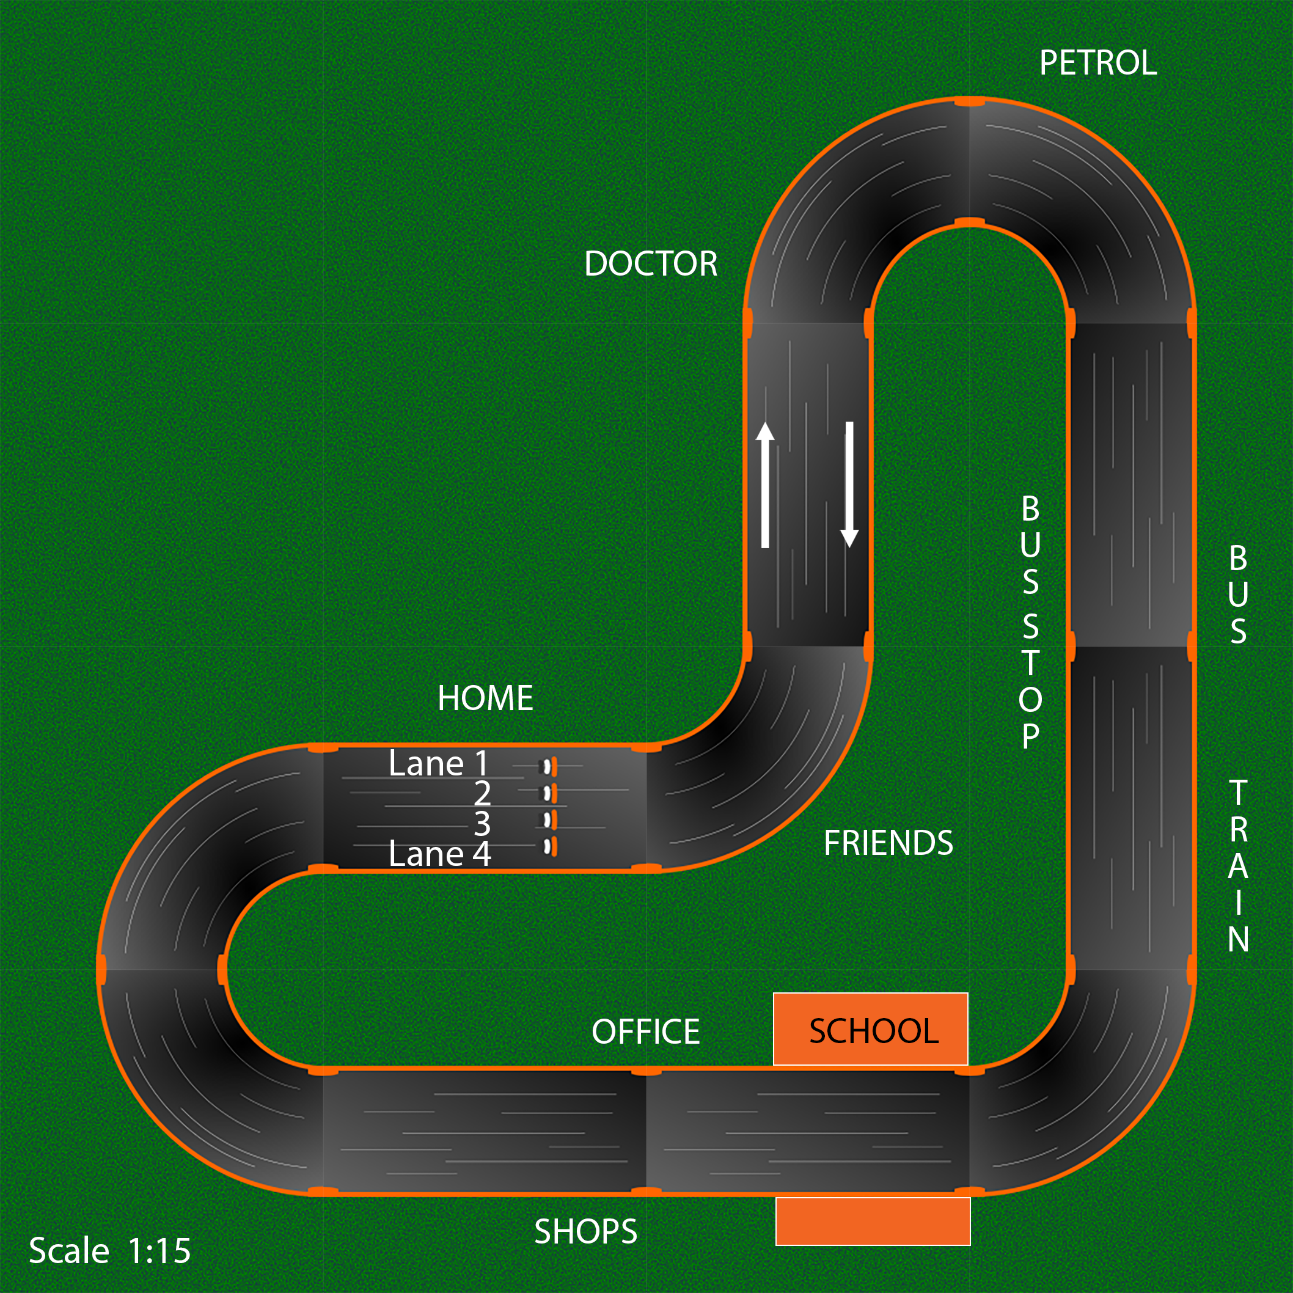 PETROL
DOCTOR
BUS STOP
BUS
HOME
Lane 1
2
3
Lane 4
FRIENDS
TRAIN
OFFICE
SCHOOL
SHOPS
Scale 1:15